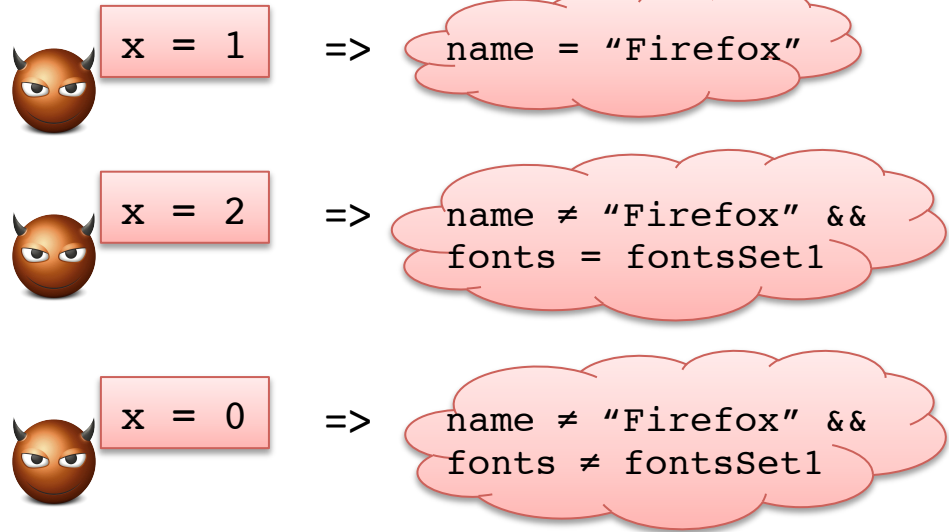 x = 1 => name = “Firefox”
x = 2 => name ≠ “Firefox” &&
fonts = fontsSet1
x = 0 => name ≠ “Firefox” &&
fonts ≠ fontsSet1